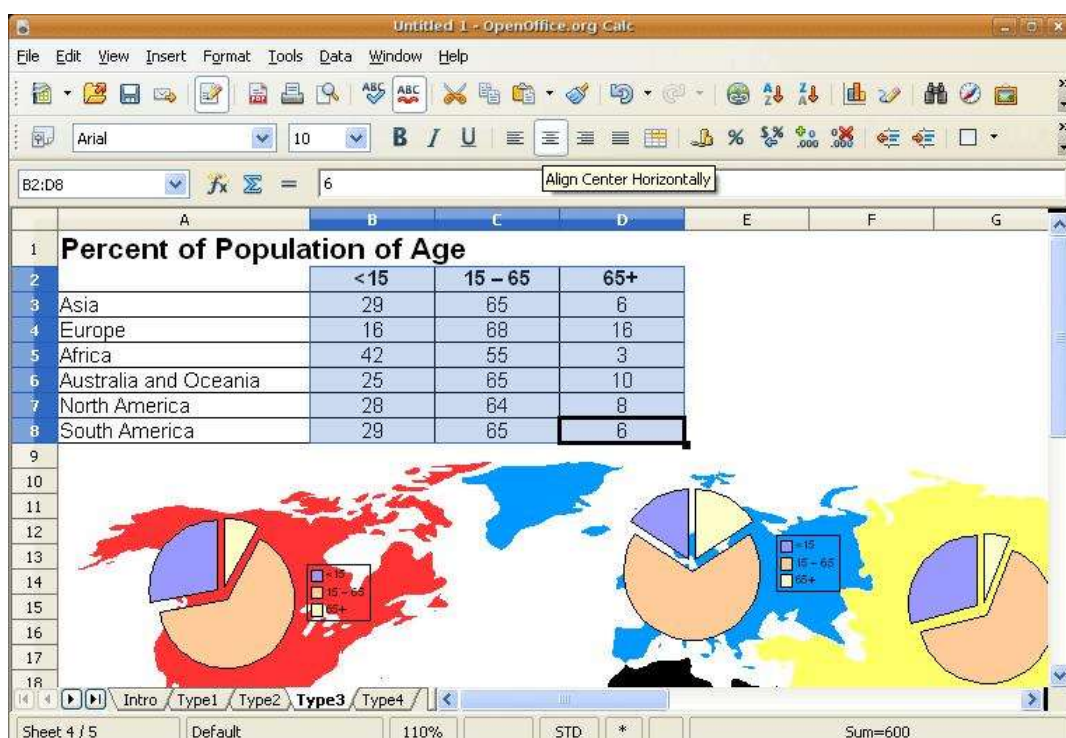 Untitled 1 - OpenOffice.org Calc
File Edit View Insert Format Tools Data Window Help
ABC ABC
Arial 10 B I U % $% .000 .000
B2:D8 fx Σ = 6
Align Center Horizontally
A B C D E F G
1 Percent of Population of Age
2 <15 15 – 65 65+
3 Asia 29 65 6
4 Europe 16 68 16
5 Africa 42 55 3
6 Australia and Oceania 25 65 10
7 North America 28 64 8
8 South America 29 65 6
9
10
11
12
13
14
15
16
17
18
<15
15 – 65
65+
<15
15 – 65
65+
Intro Type1 Type2 Type3 Type4
Sheet 4 / 5 Default 110% STD * Sum=600